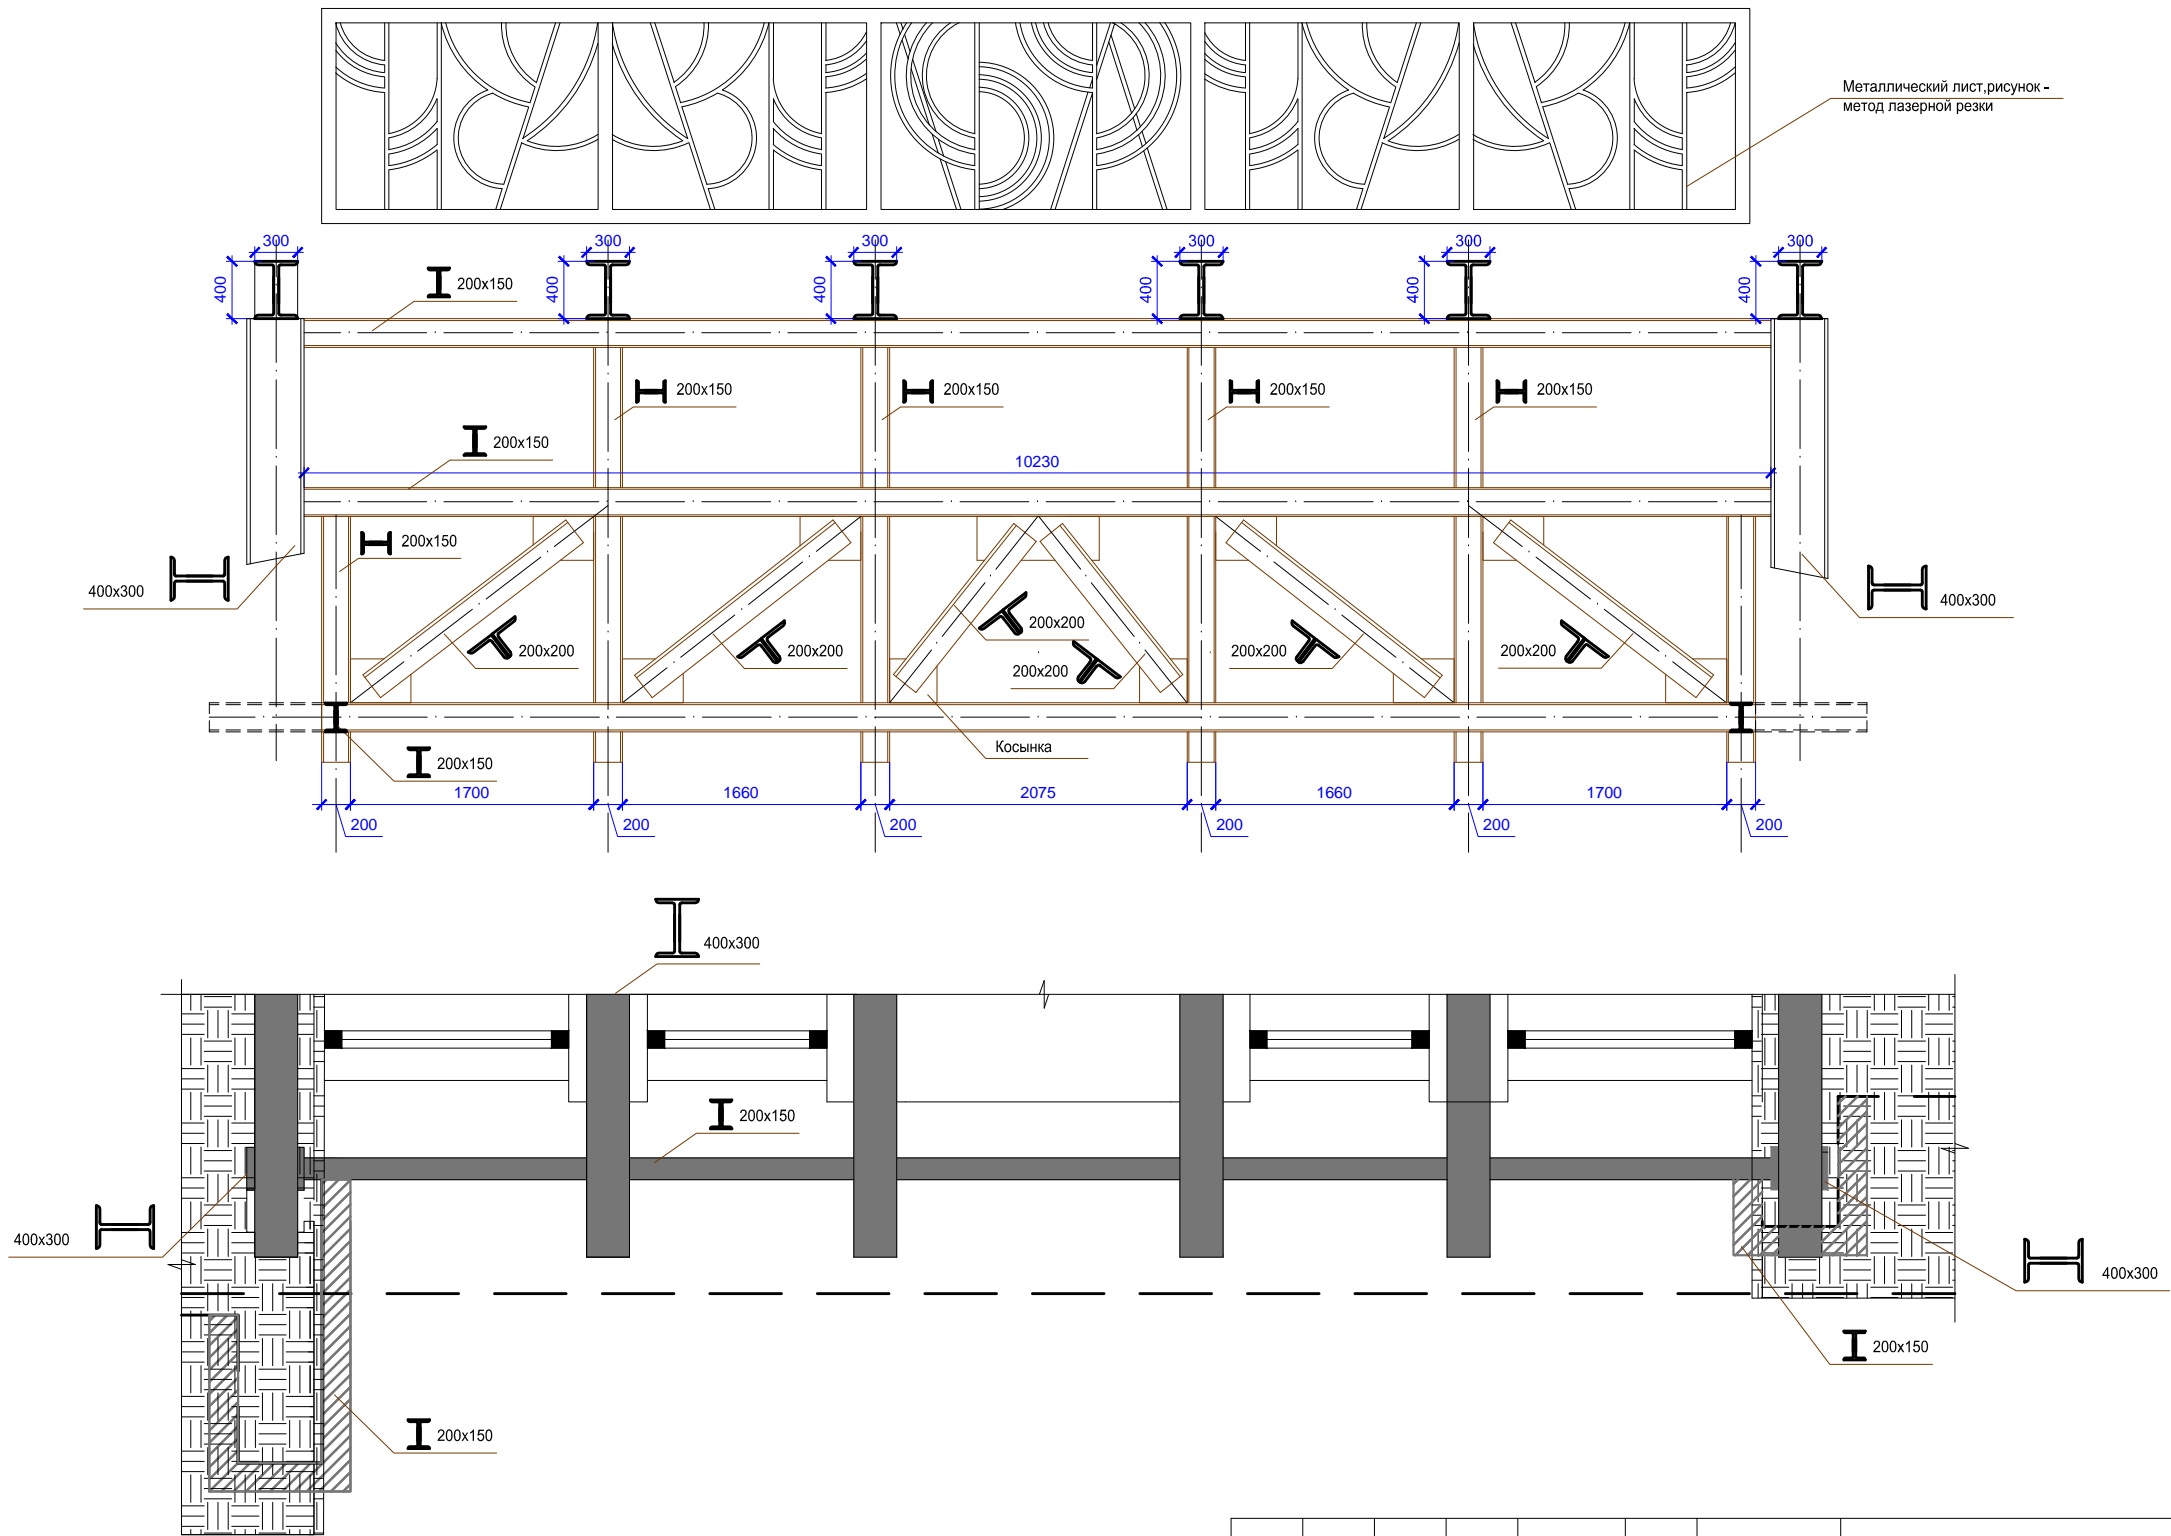 Металлический лист,рисунок -
метод лазерной резки
300 300 300 300 300 300
400 400 400 400 400 400
200x150
200x150 200x150 200x150 200x150
200x150
10230
200x150
400x300
400x300
200x200 200x200 200x200 200x200 200x200 200x200
Косынка
200x150
1700 1660 2075 1660 1700
200 200 200 200 200 200
400x300
200x150
400x300
400x300
200x150
200x150